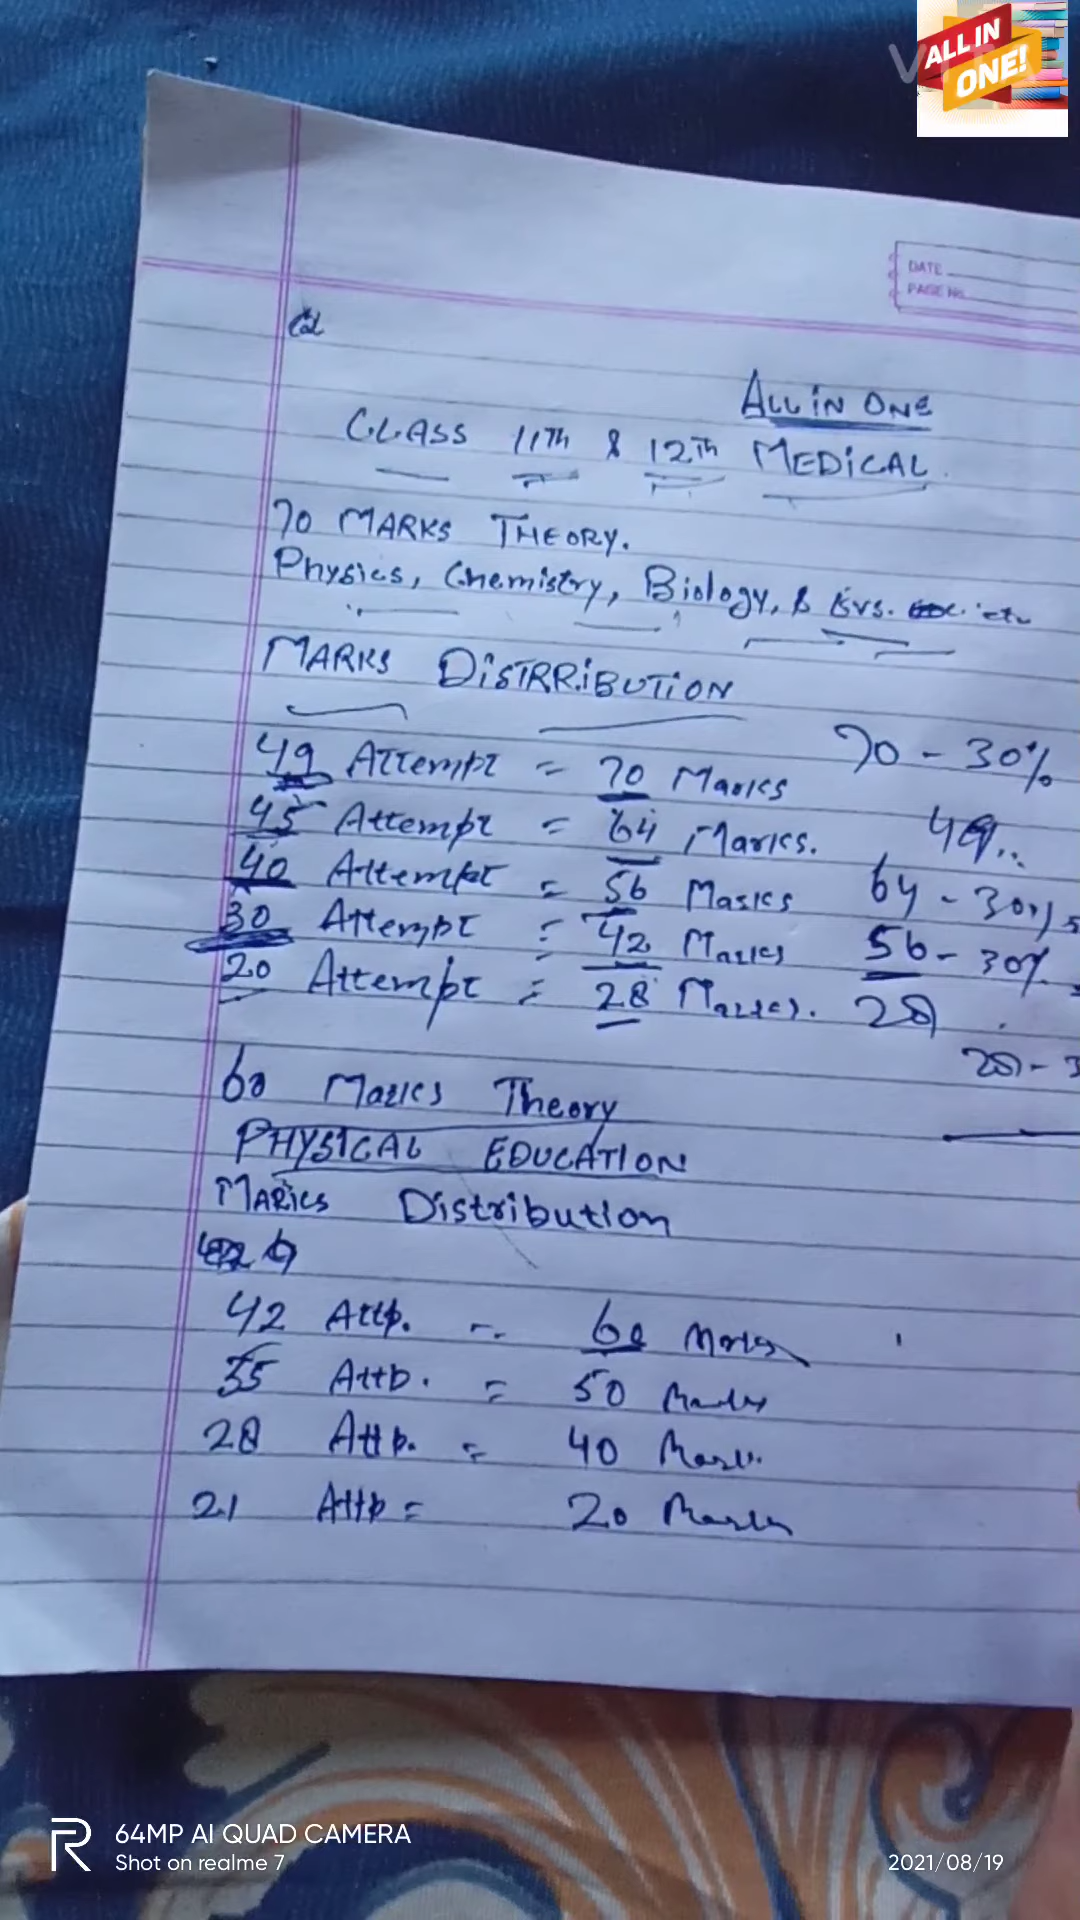 ALL IN
ONE!
DATE
PAGE No.
ALL IN ONE
CLASS 11TH & 12TH MEDICAL
70 MARKS THEORY.
Physics, Chemistry, Biology, & Evs. etc
MARKS DISTRRIBUTION
49 Attempt = 70 Marks 70 - 30%
45 Attempt = 64 Marks. 49..
40 Attempt = 56 Marks 64 - 30%
30 Attempt = 42 Marks 56 - 30%
20 Attempt = 28 Marks. 28
28 - 3
60 Marks Theory
PHYSICAL EDUCATION
MARKS Distribution
42 Attp. - 60 Marks
35 Attp. = 50 Marks
28 Attp. = 40 Mark.
21 Attp = 20 Marks
R
64MP AI QUAD CAMERA
Shot on realme 7
2021/08/19